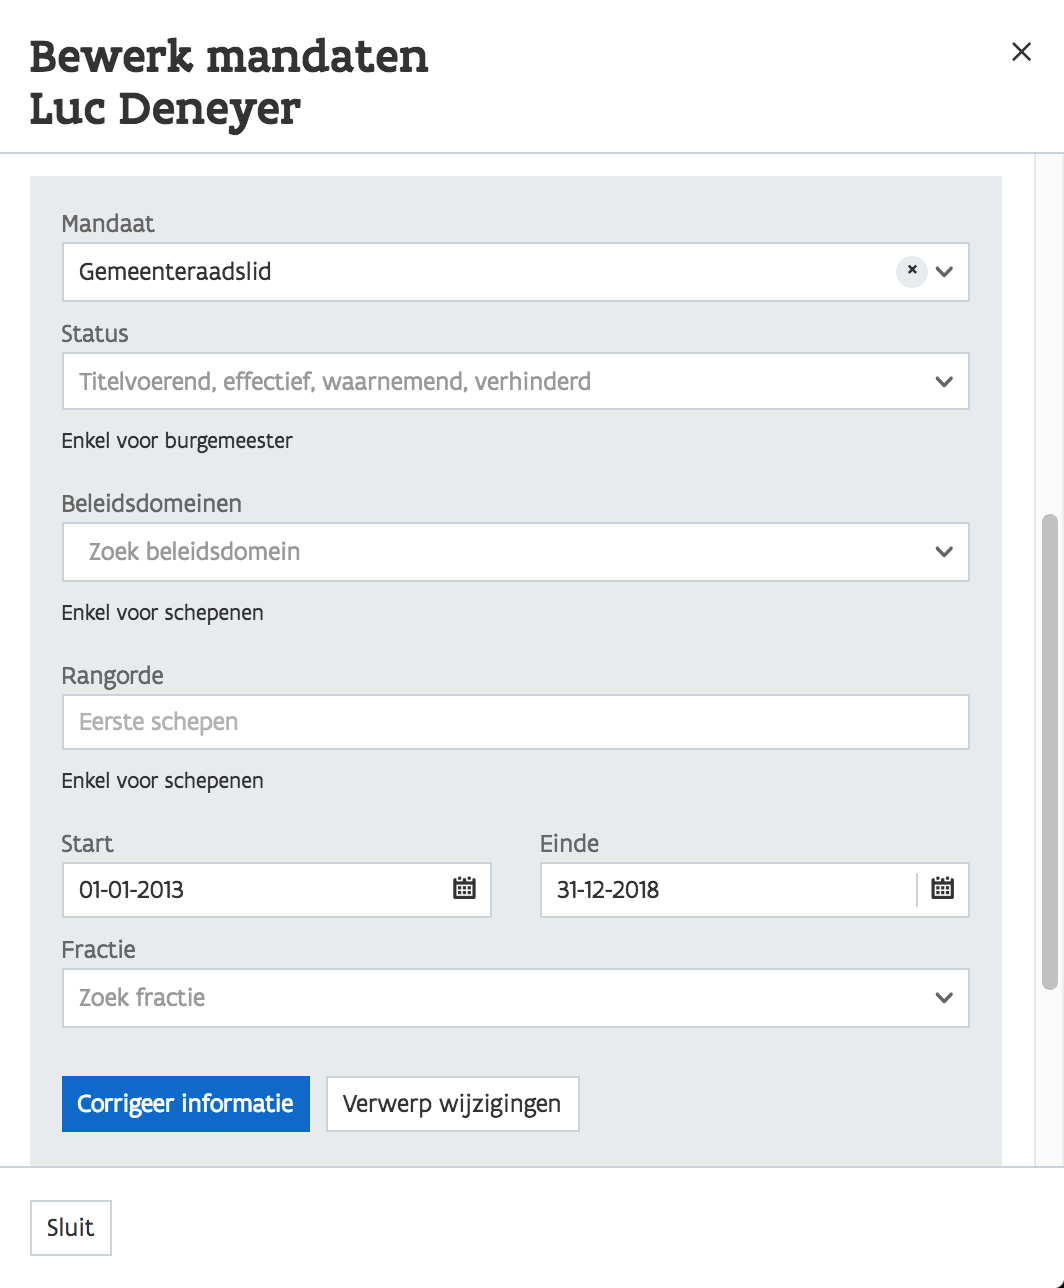 Bewerk mandaten
Luc Deneyer
Mandaat
Gemeenteraadslid
Status
Titelvoerend, effectief, waarnemend, verhinderd
Enkel voor burgemeester
Beleidsdomeinen
Zoek beleidsdomein
Enkel voor schepenen
Rangorde
Eerste schepen
Enkel voor schepenen
Start
Einde
01-01-2013
31-12-2018
Fractie
Zoek fractie
Corrigeer informatie
Verwerp wijzigingen
Sluit